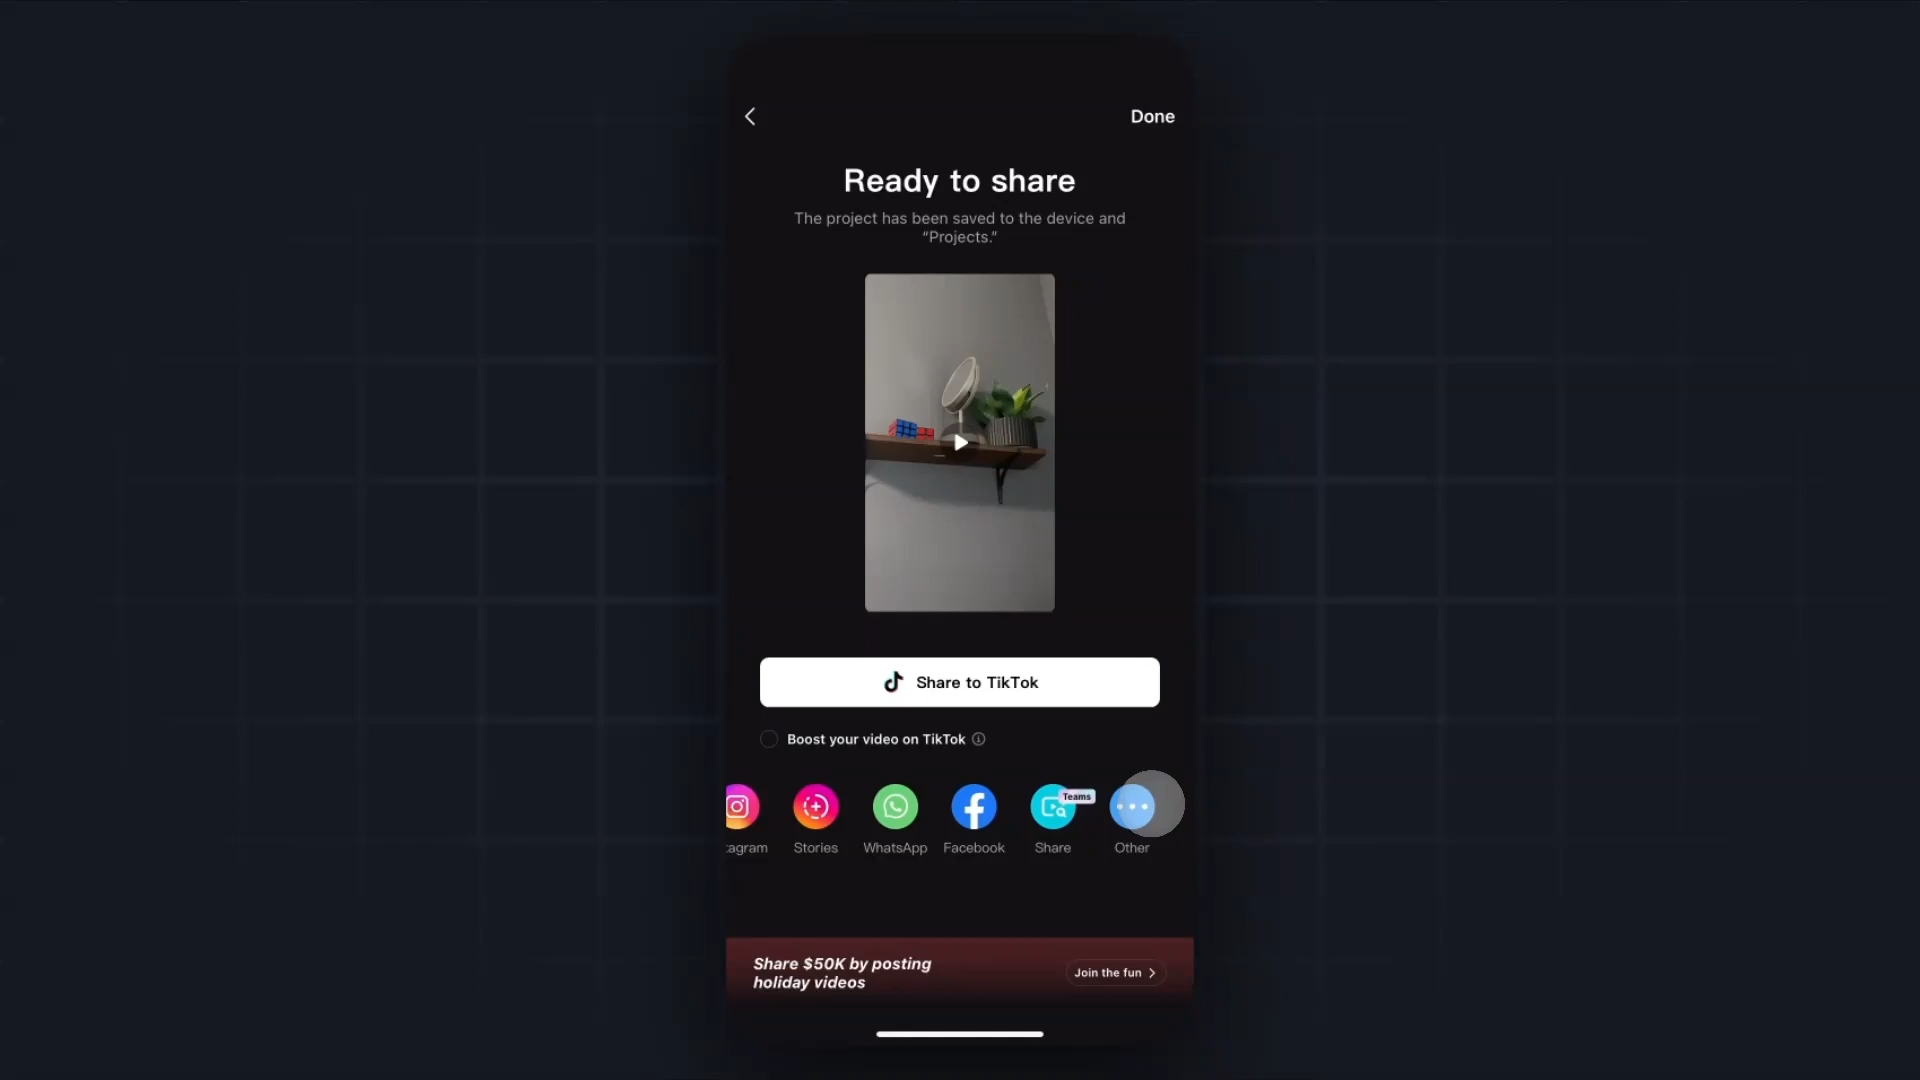 Done
Ready to share
The project has been saved to the device and
“Projects.”
Share to TikTok
Boost your video on TikTok
Teams
tagram
Stories
WhatsApp
Facebook
Share
Other
Share $50K by posting
holiday videos
Join the fun